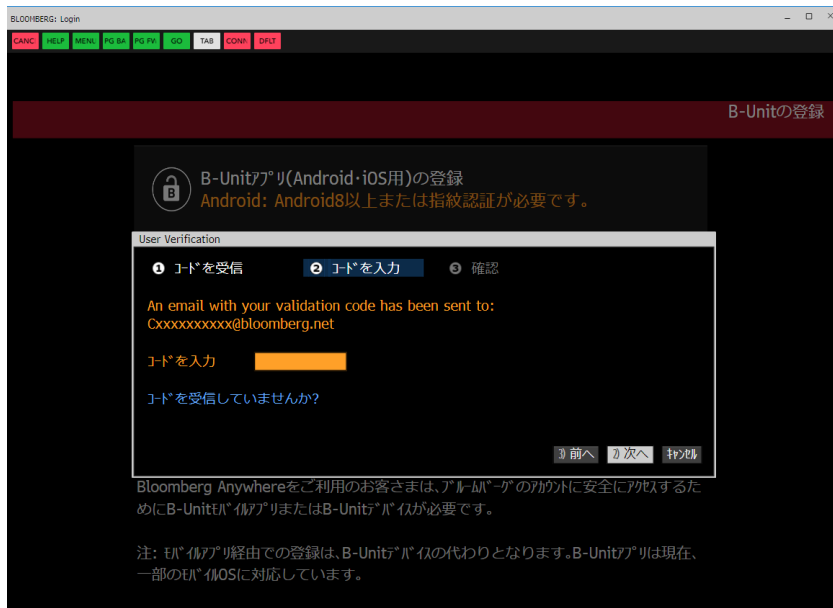 BLOOMBERG: Login
CANC HELP MENU PG BA PG FW GO TAB CONN DFLT
B-Unitの登録
B-Unitｱﾌﾟﾘ(Android･iOS用)の登録
Android: Android8以上または指紋認証が必要です。
User Verification
❶ ｺｰﾄﾞを受信 ❷ ｺｰﾄﾞを入力 ❸ 確認
An email with your validation code has been sent to:
Cxxxxxxxxxx@bloomberg.net
ｺｰﾄﾞを入力
ｺｰﾄﾞを受信していませんか?
3) 前へ 2) 次へ ｷｬﾝｾﾙ
Bloomberg Anywhereをご利用のお客さまは､ﾌﾞﾙｰﾑﾊﾞｰｸﾞのｱｶｳﾝﾄに安全にｱｸｾｽするた
めにB-UnitﾓﾊﾞｲﾙｱﾌﾟﾘまたはB-Unitﾃﾞﾊﾞｲｽが必要です。
注: ﾓﾊﾞｲﾙｱﾌﾟﾘ経由での登録は､B-Unitﾃﾞﾊﾞｲｽの代わりとなります｡B-Unitｱﾌﾟﾘは現在､
一部のﾓﾊﾞｲﾙOSに対応しています。